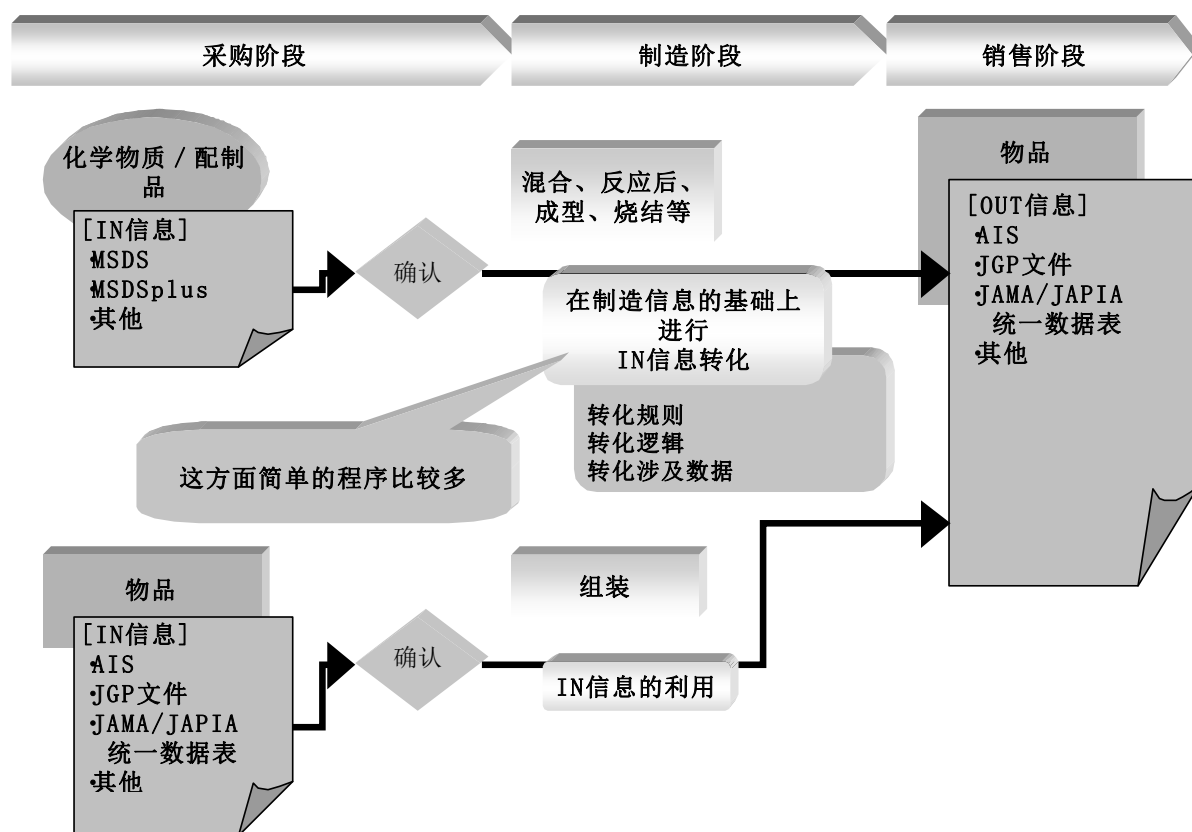 采购阶段
制造阶段
销售阶段
化学物质／配制
品
[IN信息]
·MSDS
·MSDSplus
·其他
确认
混合、反应后、
成型、烧结等
在制造信息的基础上
进行
IN信息转化
转化规则
转化逻辑
转化涉及数据
这方面简单的程序比较多
物品
[OUT信息]
·AIS
·JGP文件
·JAMA/JAPIA
统一数据表
·其他
物品
[IN信息]
·AIS
·JGP文件
·JAMA/JAPIA
统一数据表
·其他
确认
组装
IN信息的利用